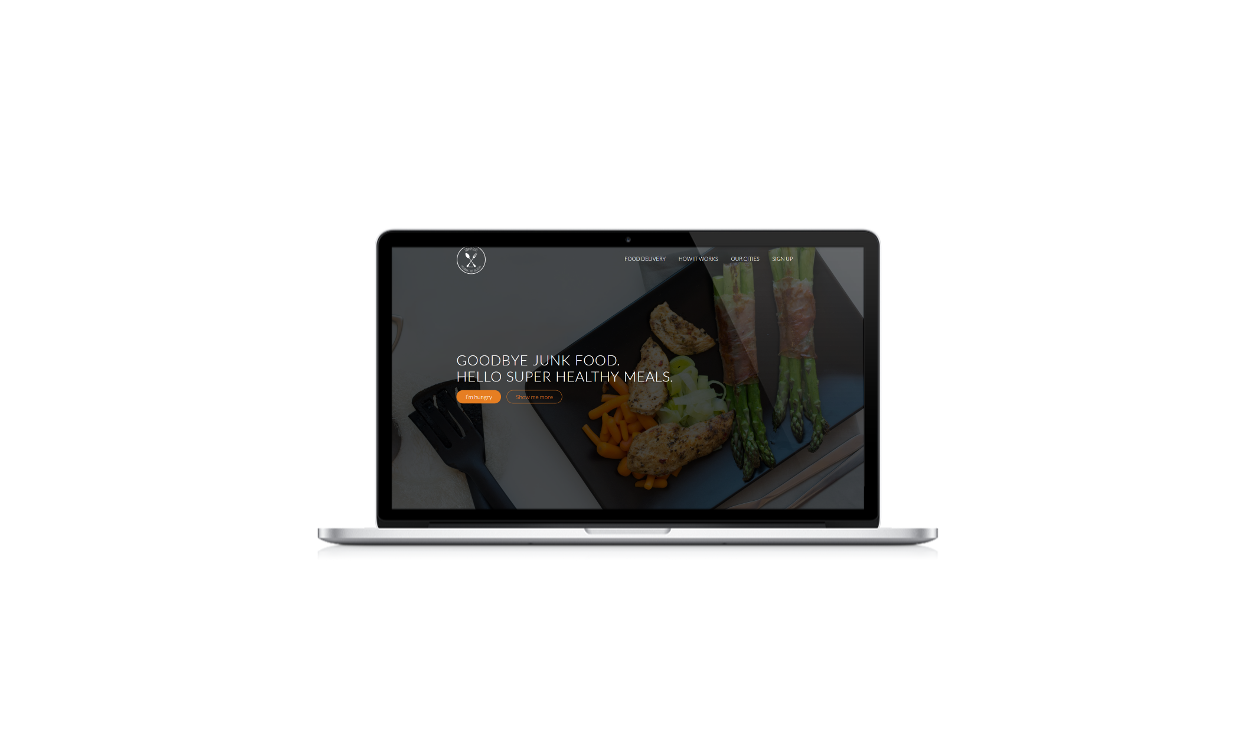 FOOD DELIVERY HOW IT WORKS OUR CITIES SIGN UP
GOODBYE JUNK FOOD.
HELLO SUPER HEALTHY MEALS.
I'm hungry Show me more